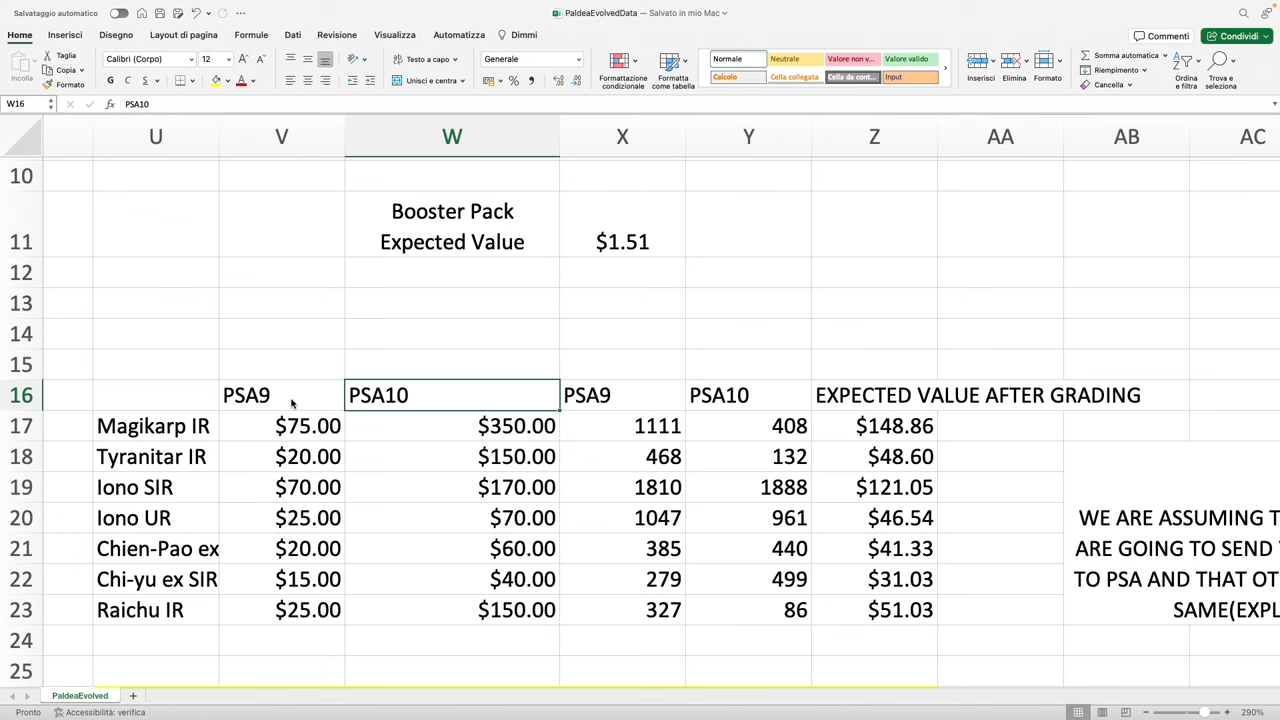 Salvataggio automatico
PaldeaEvolvedData — Salvato in mio Mac
Home Inserisci Disegno Layout di pagina Formule Dati Revisione Visualizza Automatizza Dimmi Commenti Condividi
Incolla
Taglia
Copia
Formato
Calibri (Corpo) 12
G C S
Testo a capo
Unisci e centra
Generale
Formattazione condizionale
Formatta come tabella
Normale Neutrale Valore non v... Valore valido
Calcolo Cella collegata Cella da cont... Input
Inserisci Elimina Formato
Somma automatica
Riempimento
Cancella
Ordina e filtra
Trova e seleziona
W16 fx PSA10
U V W X Y Z AA AB AC
10
Booster Pack
11 Expected Value $1.51
12
13
14
15
16 PSA9 PSA10 PSA9 PSA10 EXPECTED VALUE AFTER GRADING
17 Magikarp IR $75.00 $350.00 1111 408 $148.86
18 Tyranitar IR $20.00 $150.00 468 132 $48.60
19 Iono SIR $70.00 $170.00 1810 1888 $121.05
20 Iono UR $25.00 $70.00 1047 961 $46.54 WE ARE ASSUMING T
21 Chien-Pao ex $20.00 $60.00 385 440 $41.33 ARE GOING TO SEND
22 Chi-yu ex SIR $15.00 $40.00 279 499 $31.03 TO PSA AND THAT OT
23 Raichu IR $25.00 $150.00 327 86 $51.03 SAME(EXPL
24
25
PaldeaEvolved
Pronto Accessibilità: verifica 290%